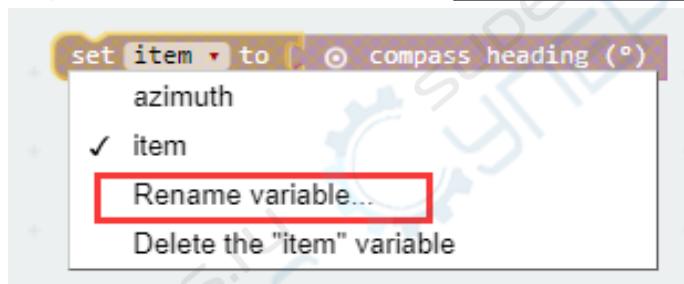 set item to compass heading (°)
azimuth
✓ item
Rename variable...
Delete the "item" variable